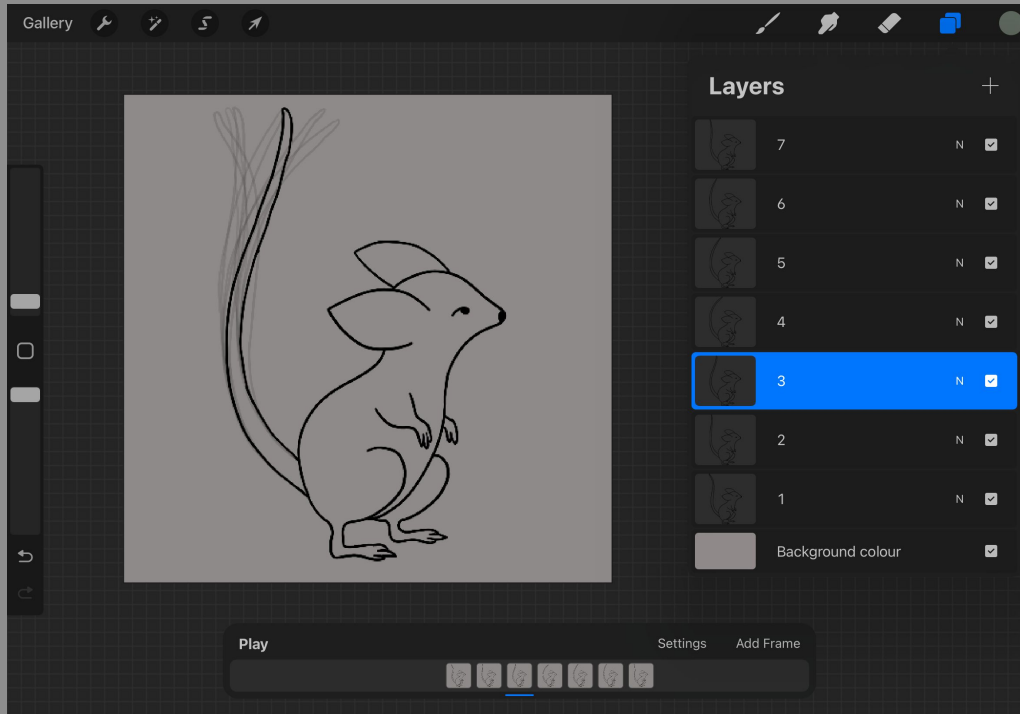 Gallery
Layers
7 N
6 N
5 N
4 N
3 N
2 N
1 N
Background colour
Play Settings Add Frame